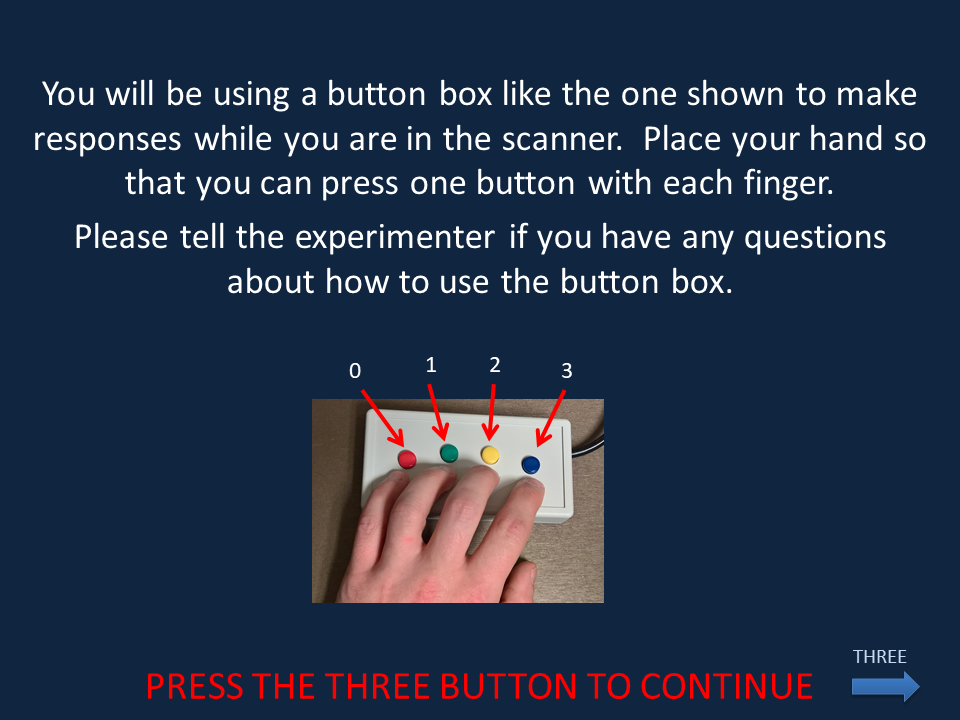 You will be using a button box like the one shown to make
responses while you are in the scanner.  Place your hand so
that you can press one button with each finger.
Please tell the experimenter if you have any questions
about how to use the button box.
0 1 2 3
THREE
PRESS THE THREE BUTTON TO CONTINUE